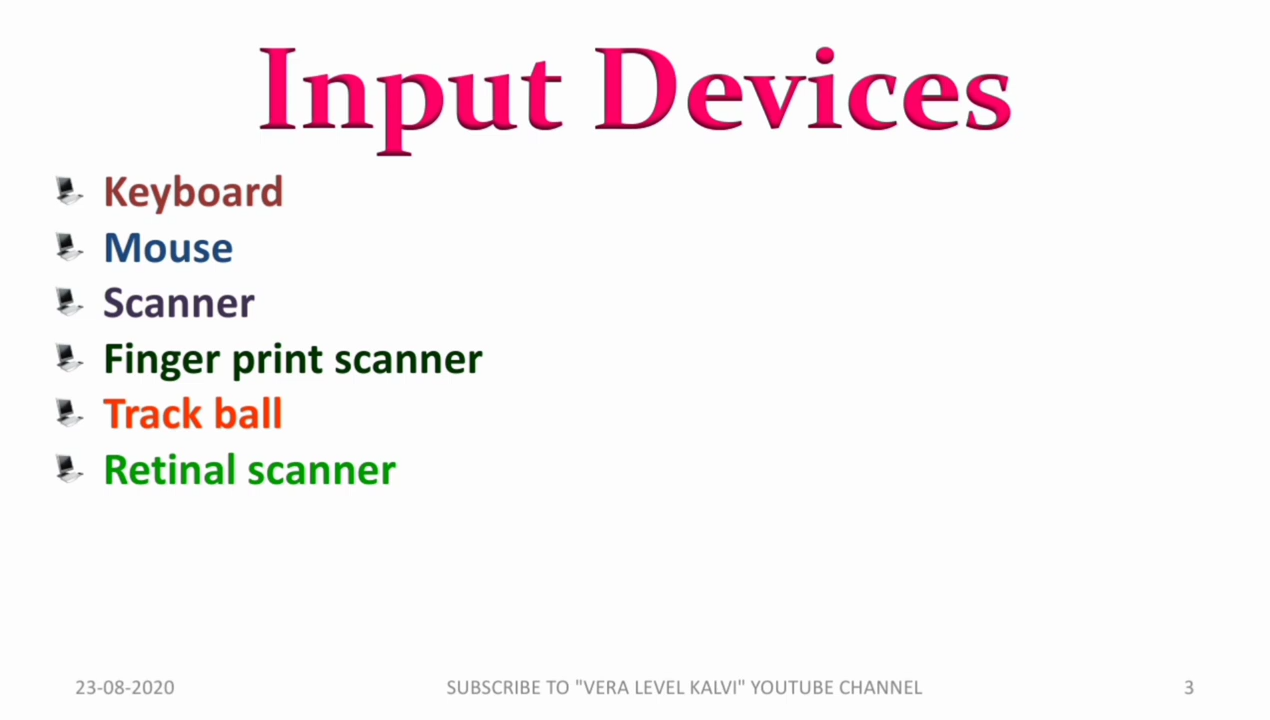 Input Devices
Keyboard
Mouse
Scanner
Finger print scanner
Track ball
Retinal scanner
23-08-2020
SUBSCRIBE TO "VERA LEVEL KALVI" YOUTUBE CHANNEL
3